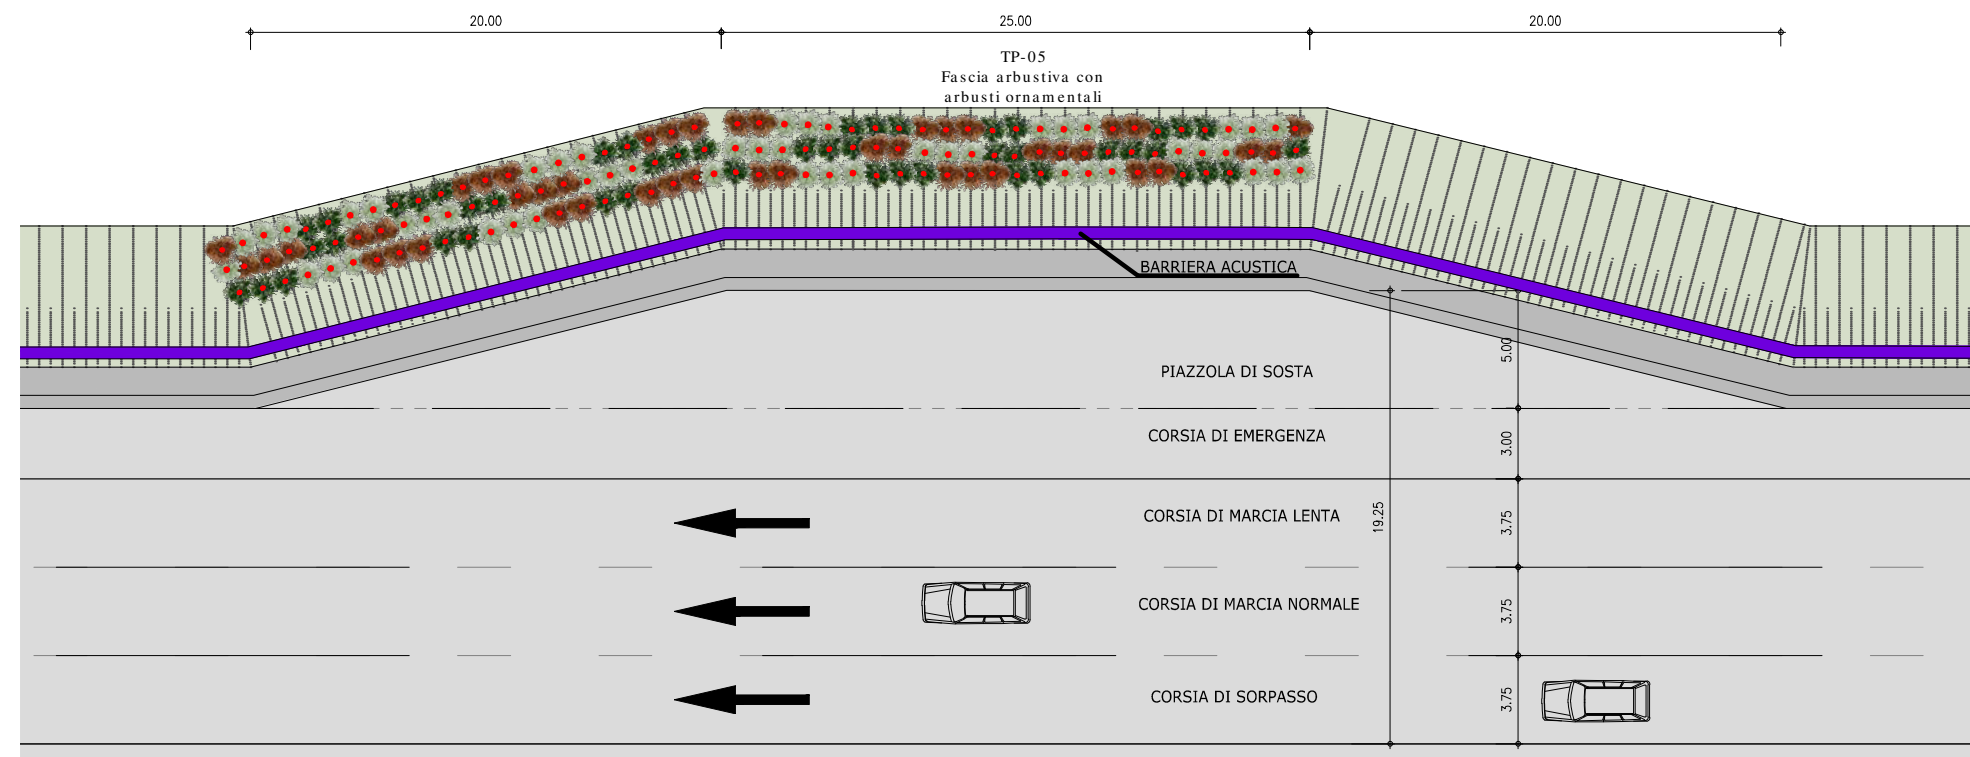 20.00
25.00
20.00
TP-05
Fascia arbustiva con
arbusti ornamentali
BARRIERA ACUSTICA
5.00
PIAZZOLA DI SOSTA
CORSIA DI EMERGENZA
3.00
CORSIA DI MARCIA LENTA
19.25
3.75
CORSIA DI MARCIA NORMALE
3.75
CORSIA DI SORPASSO
3.75